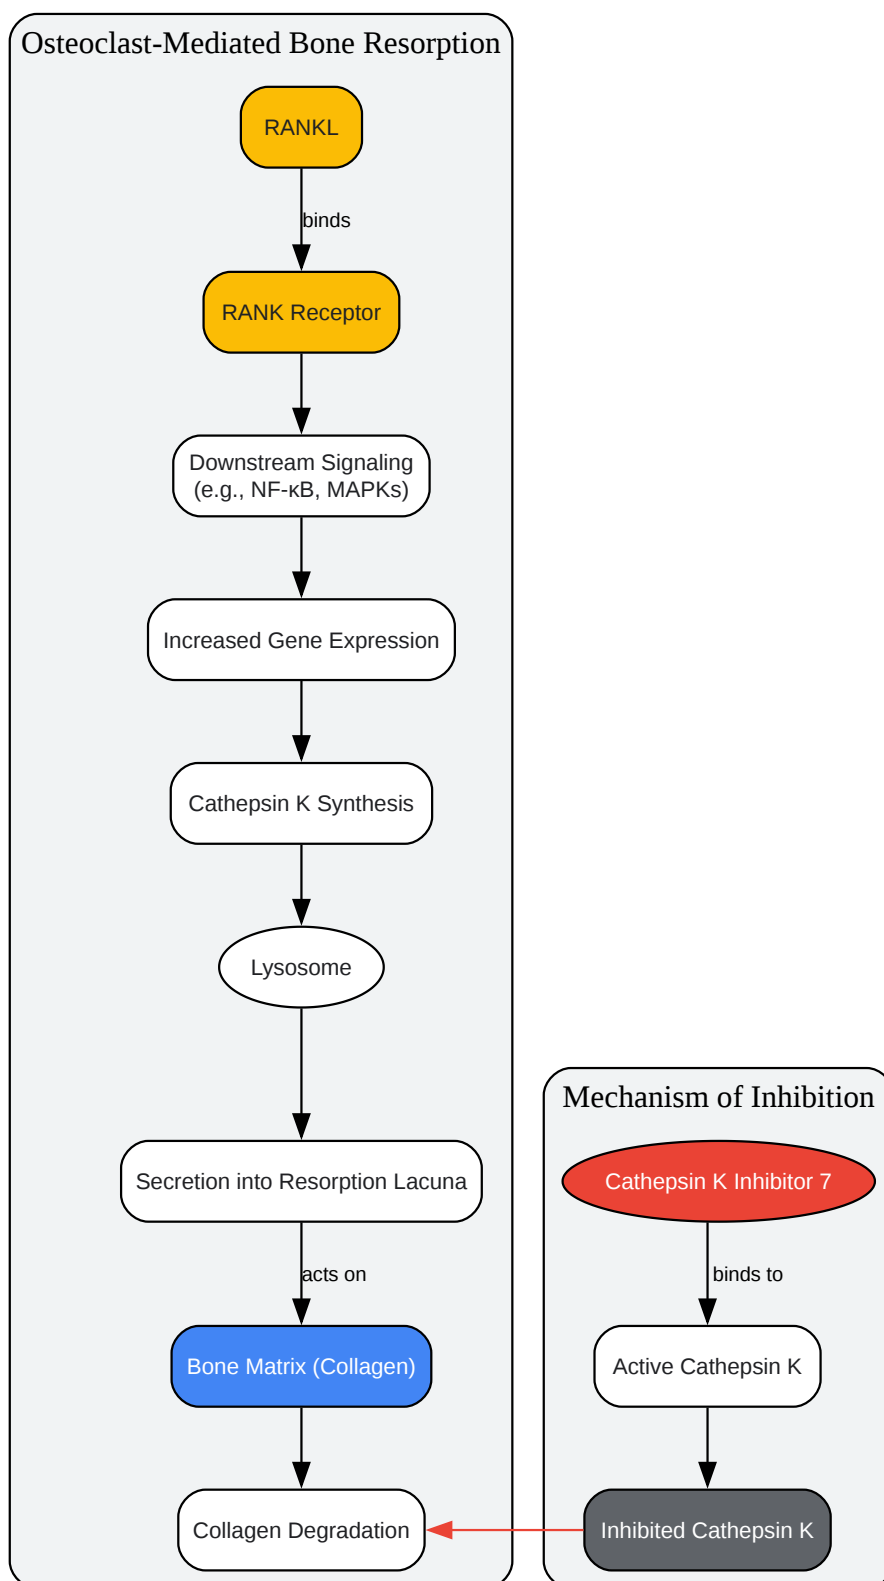 Osteoclast-Mediated Bone Resorption
RANKL
binds
RANK Receptor
Downstream Signaling
(e.g., NF-κB, MAPKs)
Increased Gene Expression
Cathepsin K Synthesis
Lysosome
Secretion into Resorption Lacuna
acts on
Bone Matrix (Collagen)
Collagen Degradation
Mechanism of Inhibition
Cathepsin K Inhibitor 7
binds to
Active Cathepsin K
Inhibited Cathepsin K